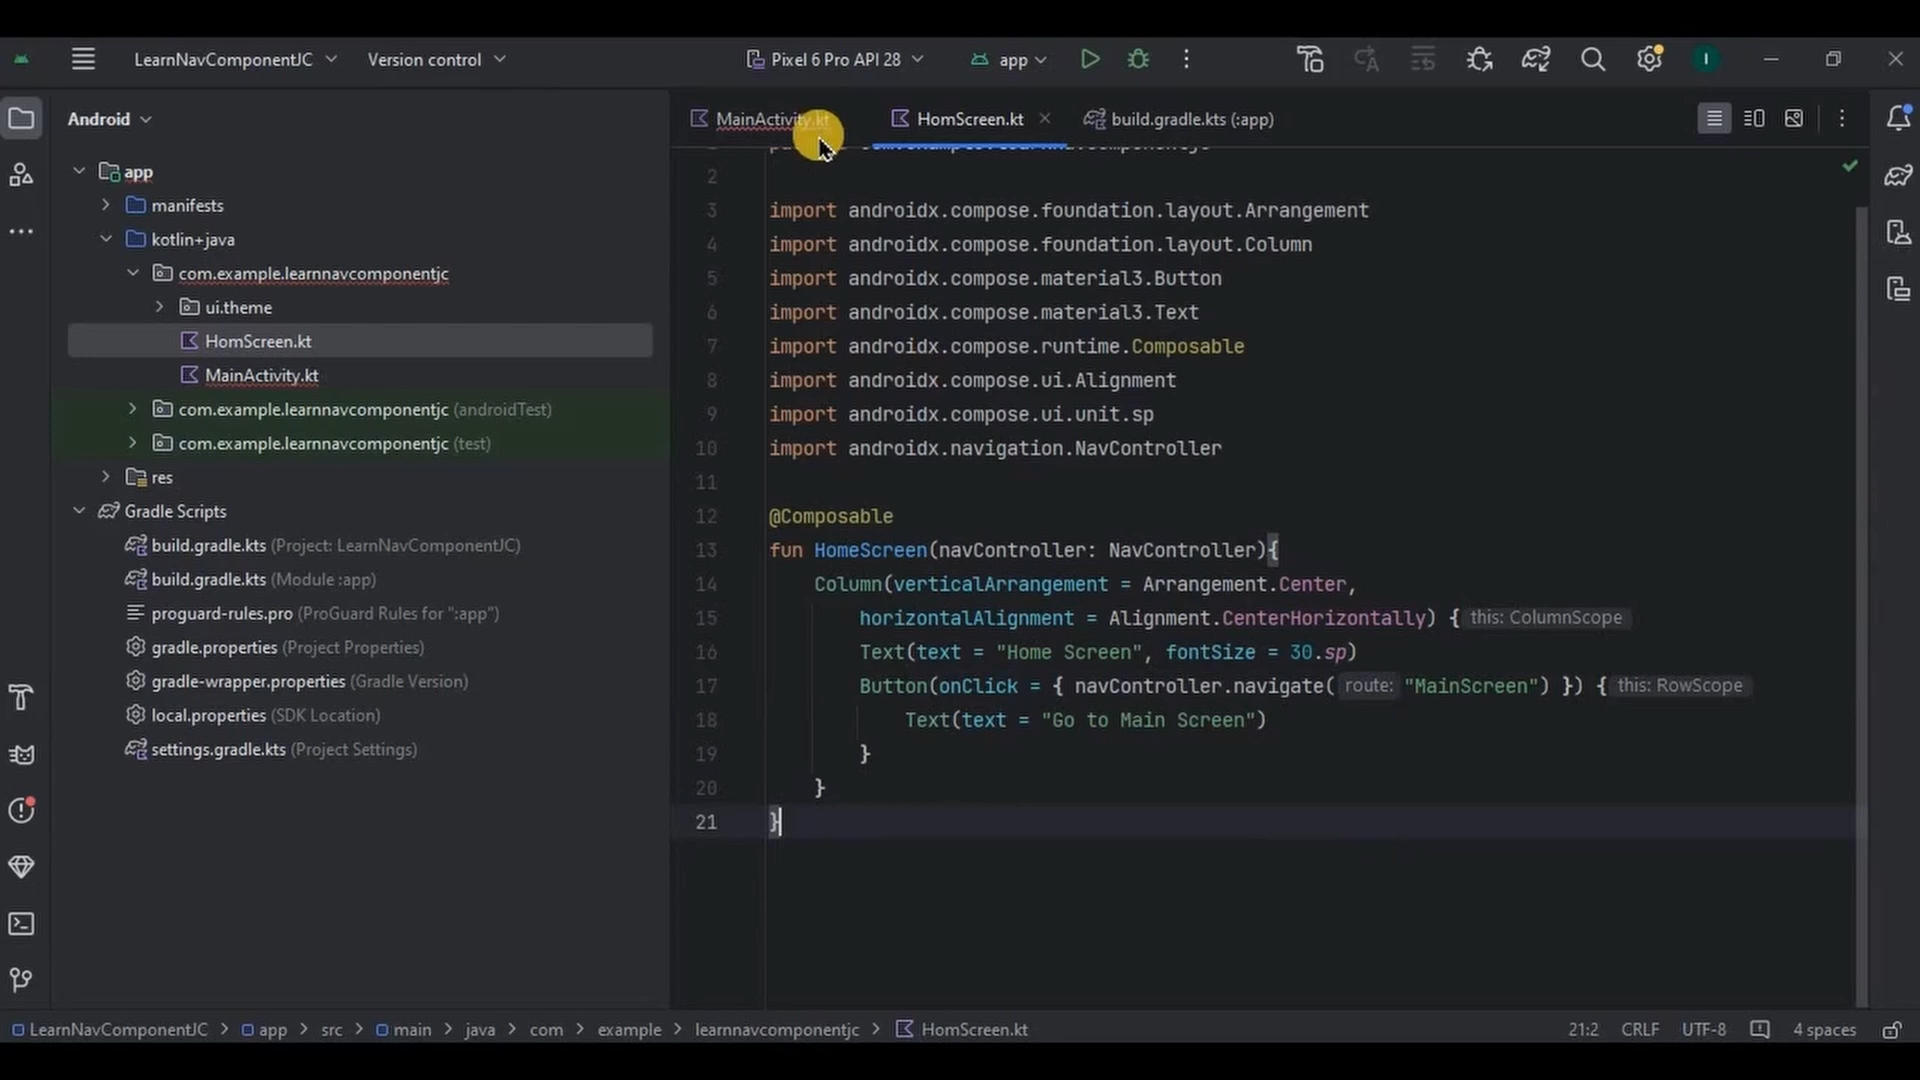 LearnNavComponentJC Version control Pixel 6 Pro API 28 app I
Android MainActivity.kt HomScreen.kt build.gradle.kts (:app)
app
manifests
kotlin+java
com.example.learnnavcomponentjc
ui.theme
HomScreen.kt
MainActivity.kt
com.example.learnnavcomponentjc (androidTest)
com.example.learnnavcomponentjc (test)
res
Gradle Scripts
build.gradle.kts (Project: LearnNavComponentJC)
build.gradle.kts (Module :app)
proguard-rules.pro (ProGuard Rules for ":app")
gradle.properties (Project Properties)
gradle-wrapper.properties (Gradle Version)
local.properties (SDK Location)
settings.gradle.kts (Project Settings)
2
3 import androidx.compose.foundation.layout.Arrangement
4 import androidx.compose.foundation.layout.Column
5 import androidx.compose.material3.Button
6 import androidx.compose.material3.Text
7 import androidx.compose.runtime.Composable
8 import androidx.compose.ui.Alignment
9 import androidx.compose.ui.unit.sp
10 import androidx.navigation.NavController
11
12 @Composable
13 fun HomeScreen(navController: NavController){
14 Column(verticalArrangement = Arrangement.Center,
15 horizontalAlignment = Alignment.CenterHorizontally) { this: ColumnScope
16 Text(text = "Home Screen", fontSize = 30.sp)
17 Button(onClick = { navController.navigate( route: "MainScreen") }) { this: RowScope
18 Text(text = "Go to Main Screen")
19 }
20 }
21 }
LearnNavComponentJC > app > src > main > java > com > example > learnnavcomponentjc > HomScreen.kt 21:2 CRLF UTF-8 4 spaces